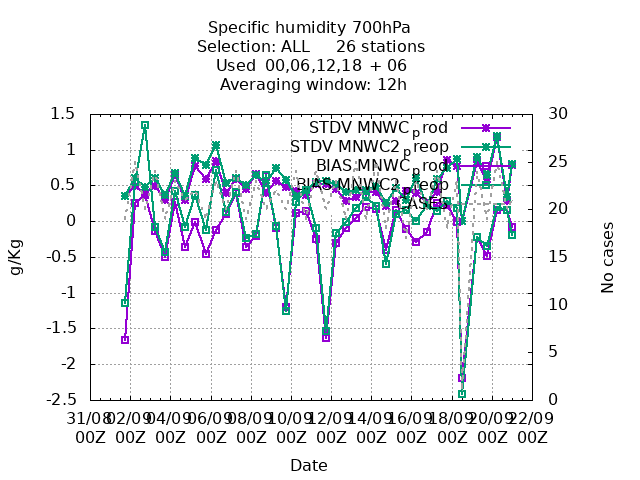 Specific humidity 700hPa
Selection: ALL 26 stations
Used 00,06,12,18 + 06
Averaging window: 12h
STDV MNWC_prod
STDV MNWC2_preop
BIAS MNWC_prod
BIAS MNWC2_preop
CASES
g/Kg
1.5
1
0.5
0
-0.5
-1
-1.5
-2
-2.5
No cases
30
25
20
15
10
5
0
31/08 02/09 04/09 06/09 08/09 10/09 12/09 14/09 16/09 18/09 20/09 22/09
00Z 00Z 00Z 00Z 00Z 00Z 00Z 00Z 00Z 00Z 00Z 00Z
Date